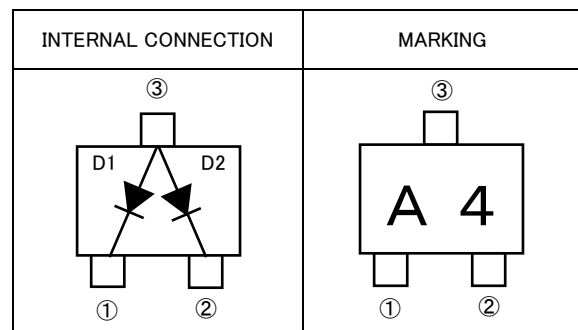 INTERNAL CONNECTION
MARKING
③
D1 D2
① ②
③
A 4
① ②